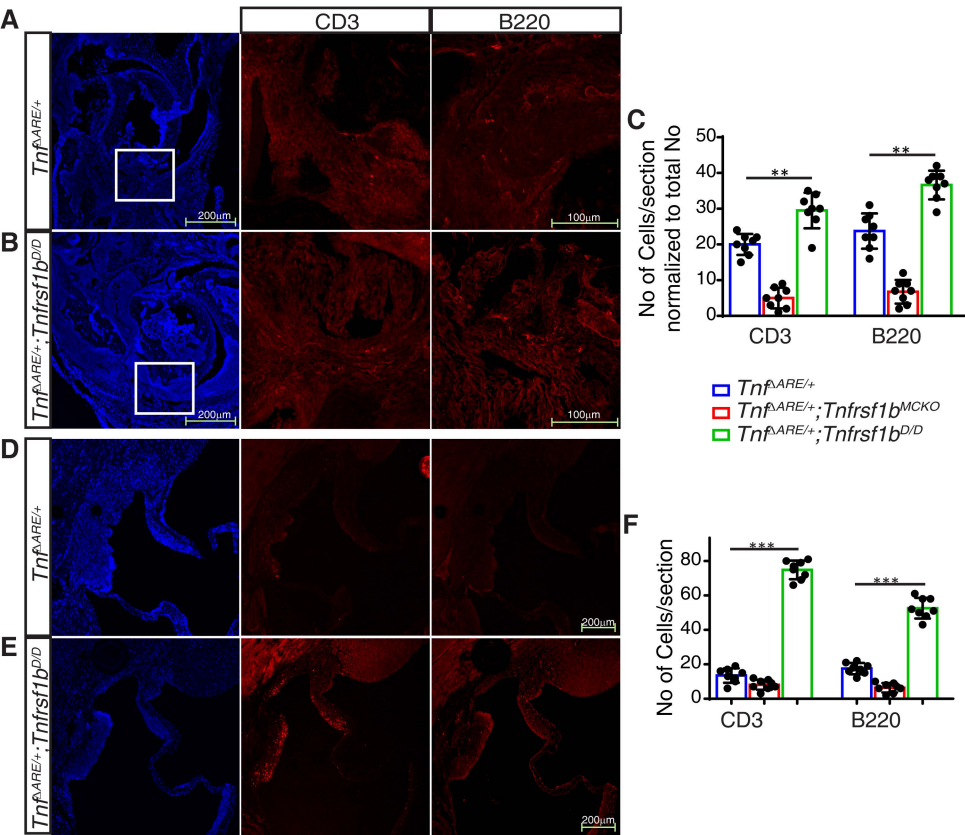 A
CD3
B220
Tnf^ΔARE/+
200μm
100μm
B
Tnf^ΔARE/+;Tnfrsf1b^D/D
200μm
100μm
C
No of Cells/section
normalized to total No
50
40
30
20
10
0
**
**
CD3
B220
Tnf^ΔARE/+
Tnf^ΔARE/+;Tnfrsf1b^MCKO
Tnf^ΔARE/+;Tnfrsf1b^D/D
D
Tnf^ΔARE/+
200μm
E
Tnf^ΔARE/+;Tnfrsf1b^D/D
200μm
F
No of Cells/section
80
60
40
20
0
***
***
CD3
B220